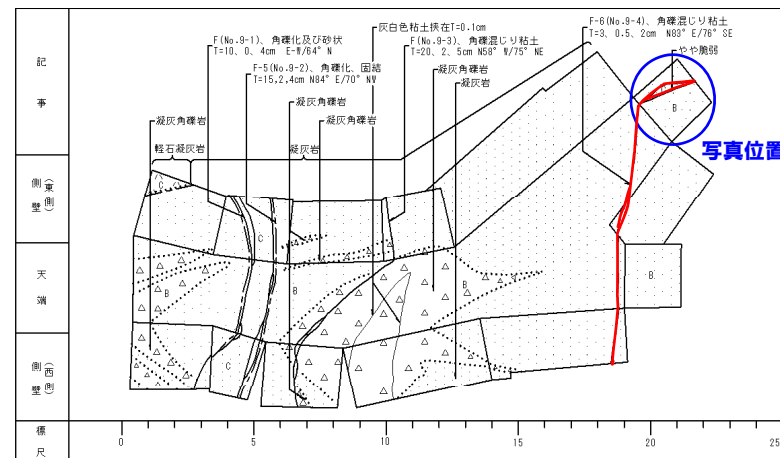 記事
F(No.9-1)、角礫化及び砂状
T=10、0、4cm E-W/64°N
F-5(No.9-2)、角礫化、固結
T=15,2,4cm N84°E/70°NW
灰白色粘土挟在T=0.1cm
F(No.9-3)、角礫混じり粘土
T=20、2、5cm N58°W/75°NE
F-6(No.9-4)、角礫混じり粘土
T=3、0.5、2cm N83°E/76°SE
やや脆弱
凝灰角礫岩
凝灰角礫岩
凝灰角礫岩
凝灰角礫岩
凝灰岩
軽石凝灰岩
凝灰岩
写真位置
側壁(東側)
C
C
B
天端
B
B
B
B
側壁(西側)
C
標尺
0 5 10 15 20 25